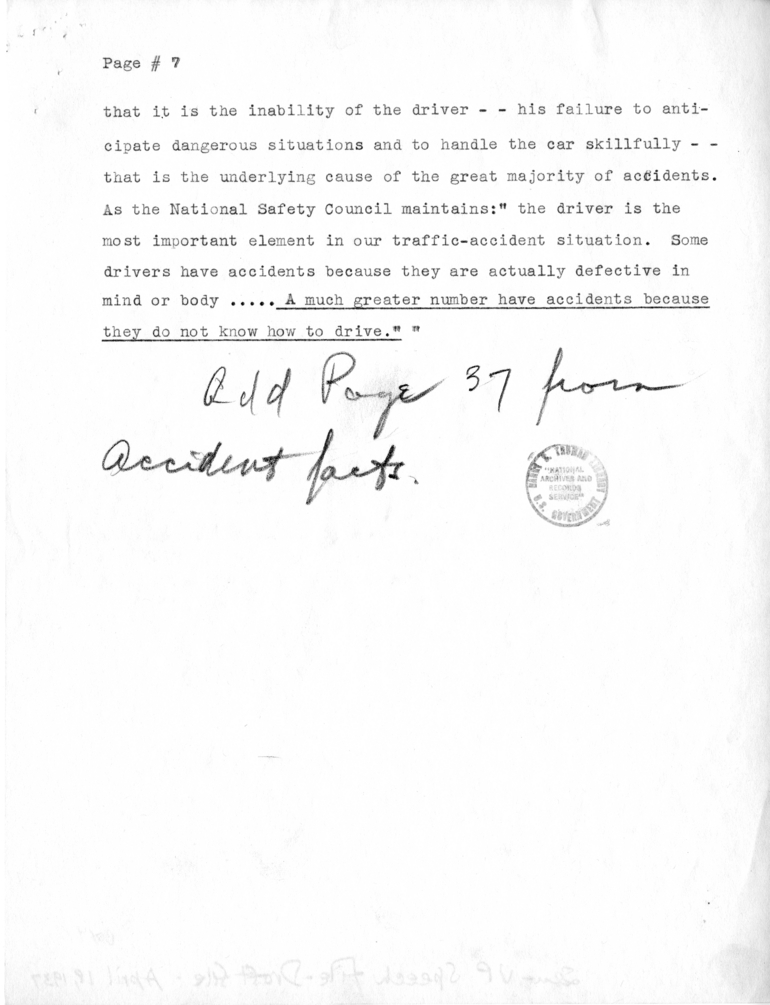 Page # 7
that it is the inability of the driver - - his failure to anti-
cipate dangerous situations and to handle the car skillfully - -
that is the underlying cause of the great majority of accidents.
As the National Safety Council maintains:" the driver is the
most important element in our traffic-accident situation. Some
drivers have accidents because they are actually defective in
mind or body ..... A much greater number have accidents because
they do not know how to drive." "
Add Page 37 from
Accident facts.
HARRY S. TRUMAN LIBRARY
"NATIONAL
ARCHIVES AND
RECORDS
SERVICE"
U.S. GOVERNMENT